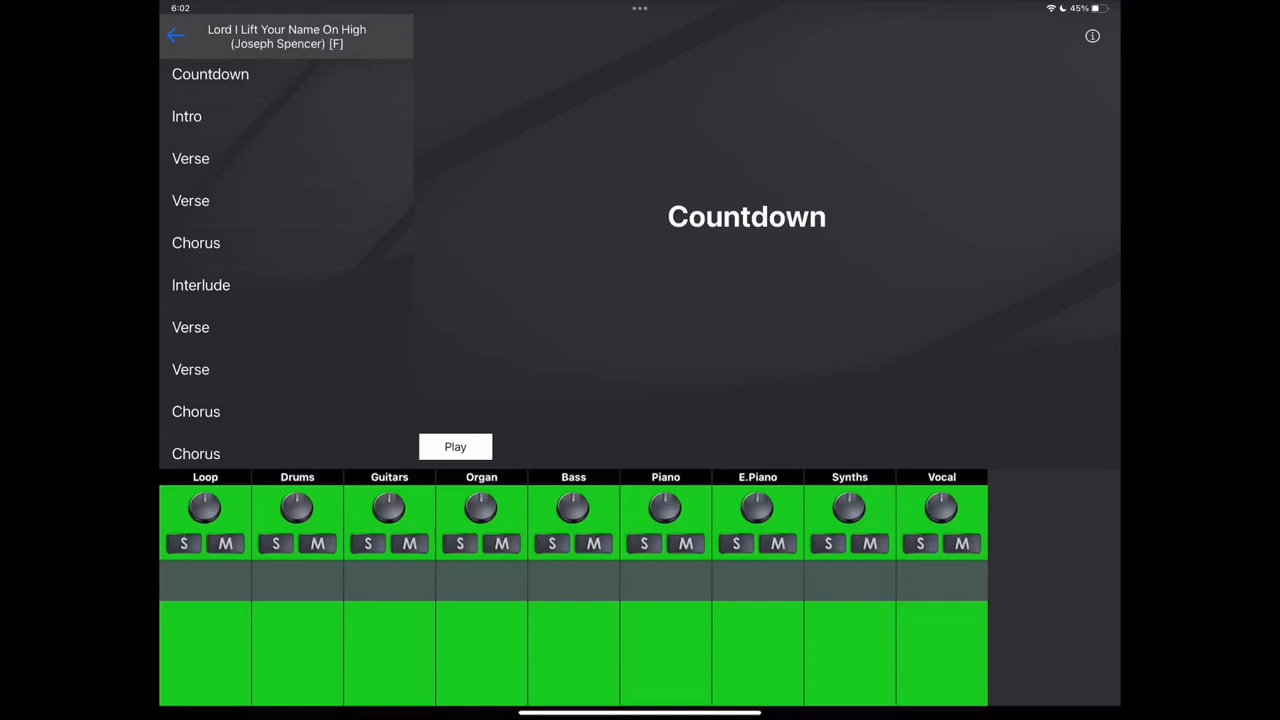 6:02
45%
Lord I Lift Your Name On High
(Joseph Spencer) [F]
Countdown
Intro
Verse
Verse
Chorus
Interlude
Verse
Verse
Chorus
Chorus
Countdown
Play
Loop Drums Guitars Organ Bass Piano E.Piano Synths Vocal
S M S M S M S M S M S M S M S M S M